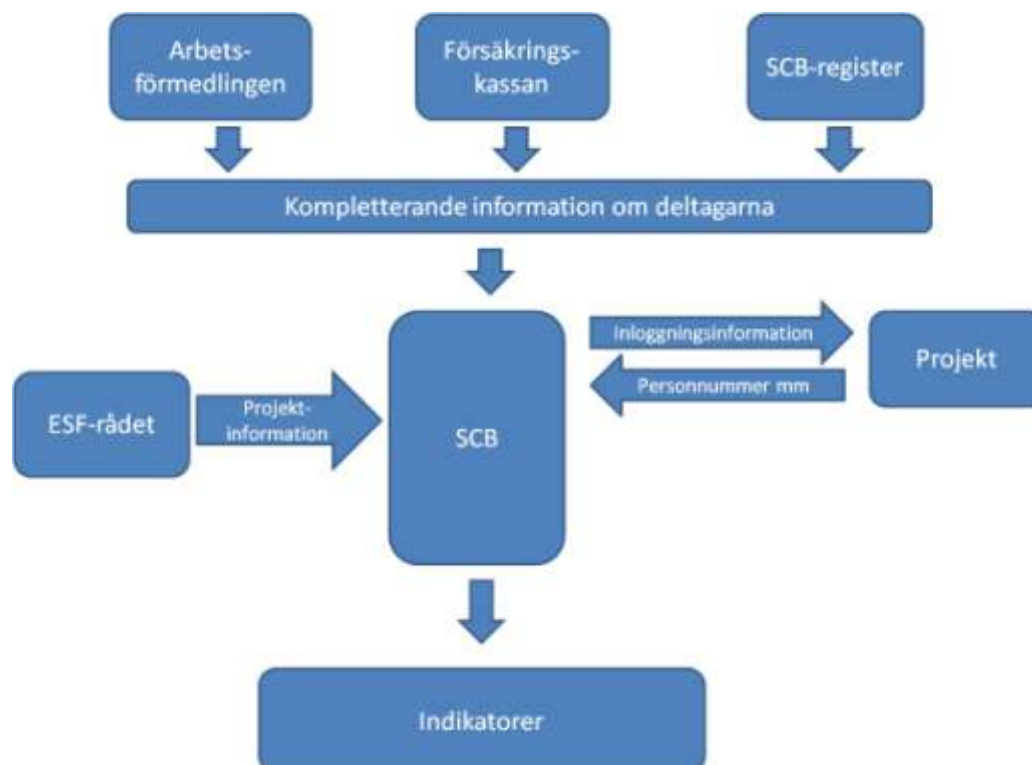 Arbets-
förmedlingen
Försäkrings-
kassan
SCB-register
Kompletterande information om deltagarna
Inloggningsinformation
Projekt
Personnummer mm
ESF-rådet
Projekt-
information
SCB
Indikatorer